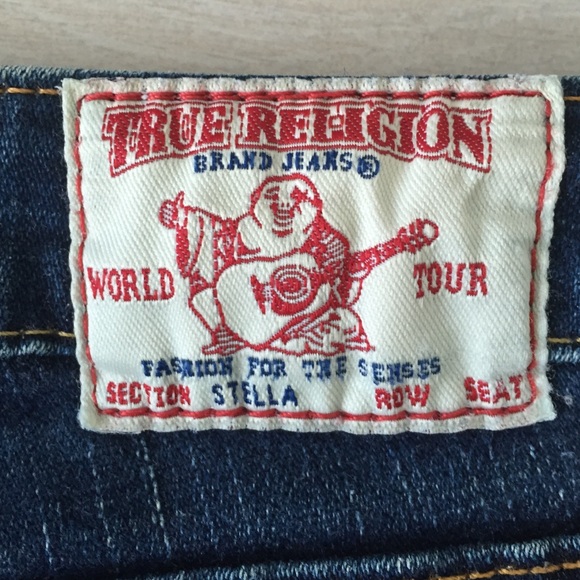 TRUE RELIGION
BRAND JEANS®
WORLD TOUR
FASHION FOR THE SENSES
SECTION STELLA ROW SEAT